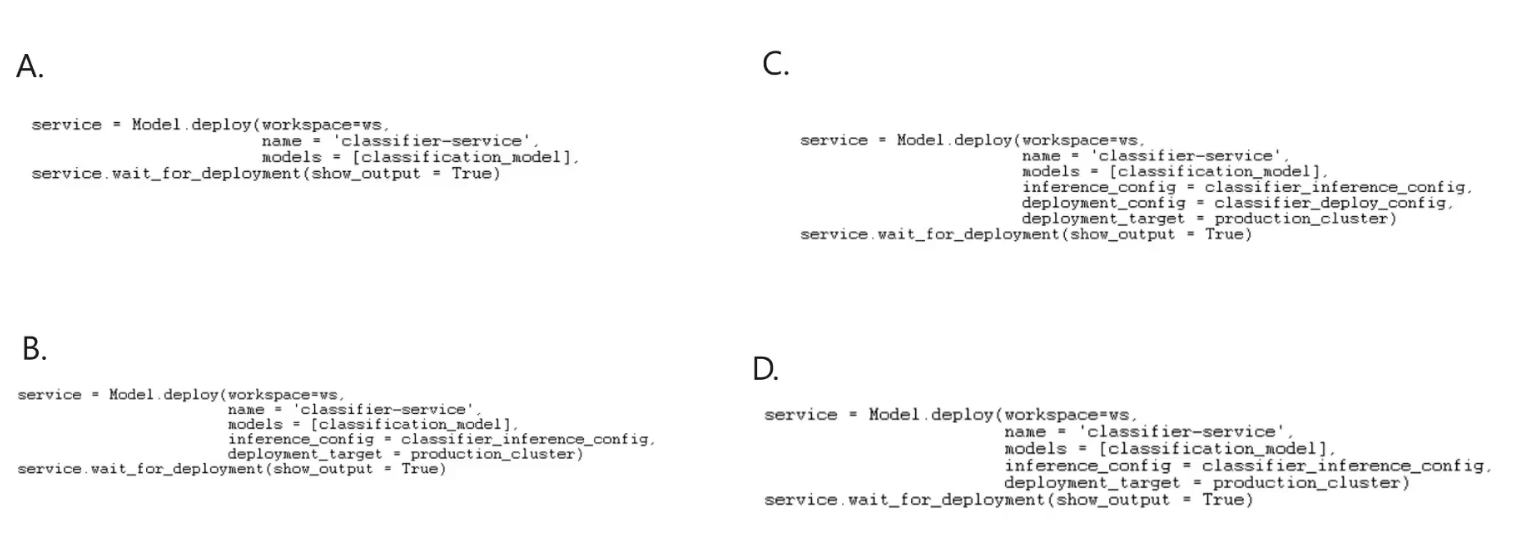 A.
service = Model.deploy(workspace=ws,
name = 'classifier-service',
models = [classification_model],
service.wait_for_deployment(show_output = True)
B.
service = Model.deploy(workspace=ws,
name = 'classifier-service',
models = [classification_model],
inference_config = classifier_inference_config,
deployment_target = production_cluster)
service.wait_for_deployment(show_output = True)
C.
service = Model.deploy(workspace=ws,
name = 'classifier-service',
models = [classification_model],
inference_config = classifier_inference_config,
deployment_config = classifier_deploy_config,
deployment_target = production_cluster)
service.wait_for_deployment(show_output = True)
D.
service = Model.deploy(workspace=ws,
name = 'classifier-service',
models = [classification_model],
inference_config = classifier_inference_config,
deployment_target = production_cluster)
service.wait_for_deployment(show_output = True)